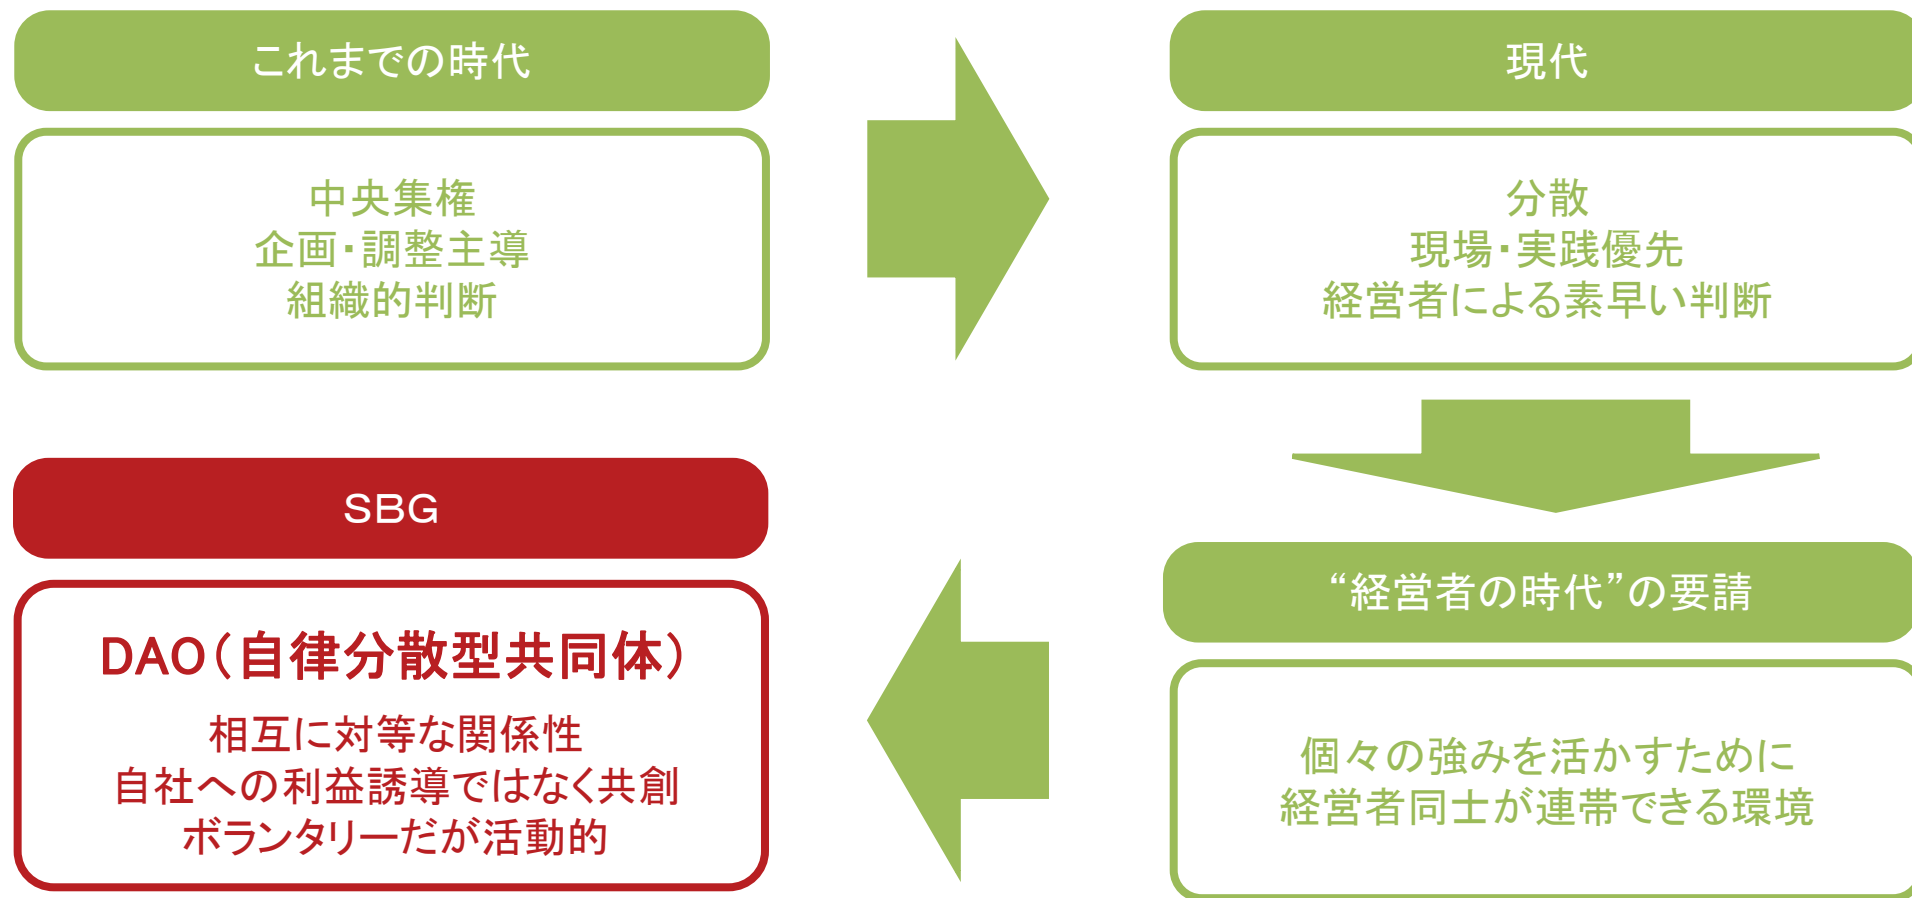 これまでの時代
中央集権
企画・調整主導
組織的判断
現代
分散
現場・実践優先
経営者による素早い判断
“経営者の時代”の要請
個々の強みを活かすために
経営者同士が連帯できる環境
SBG
DAO(自律分散型共同体)
相互に対等な関係性
自社への利益誘導ではなく共創
ボランタリーだが活動的